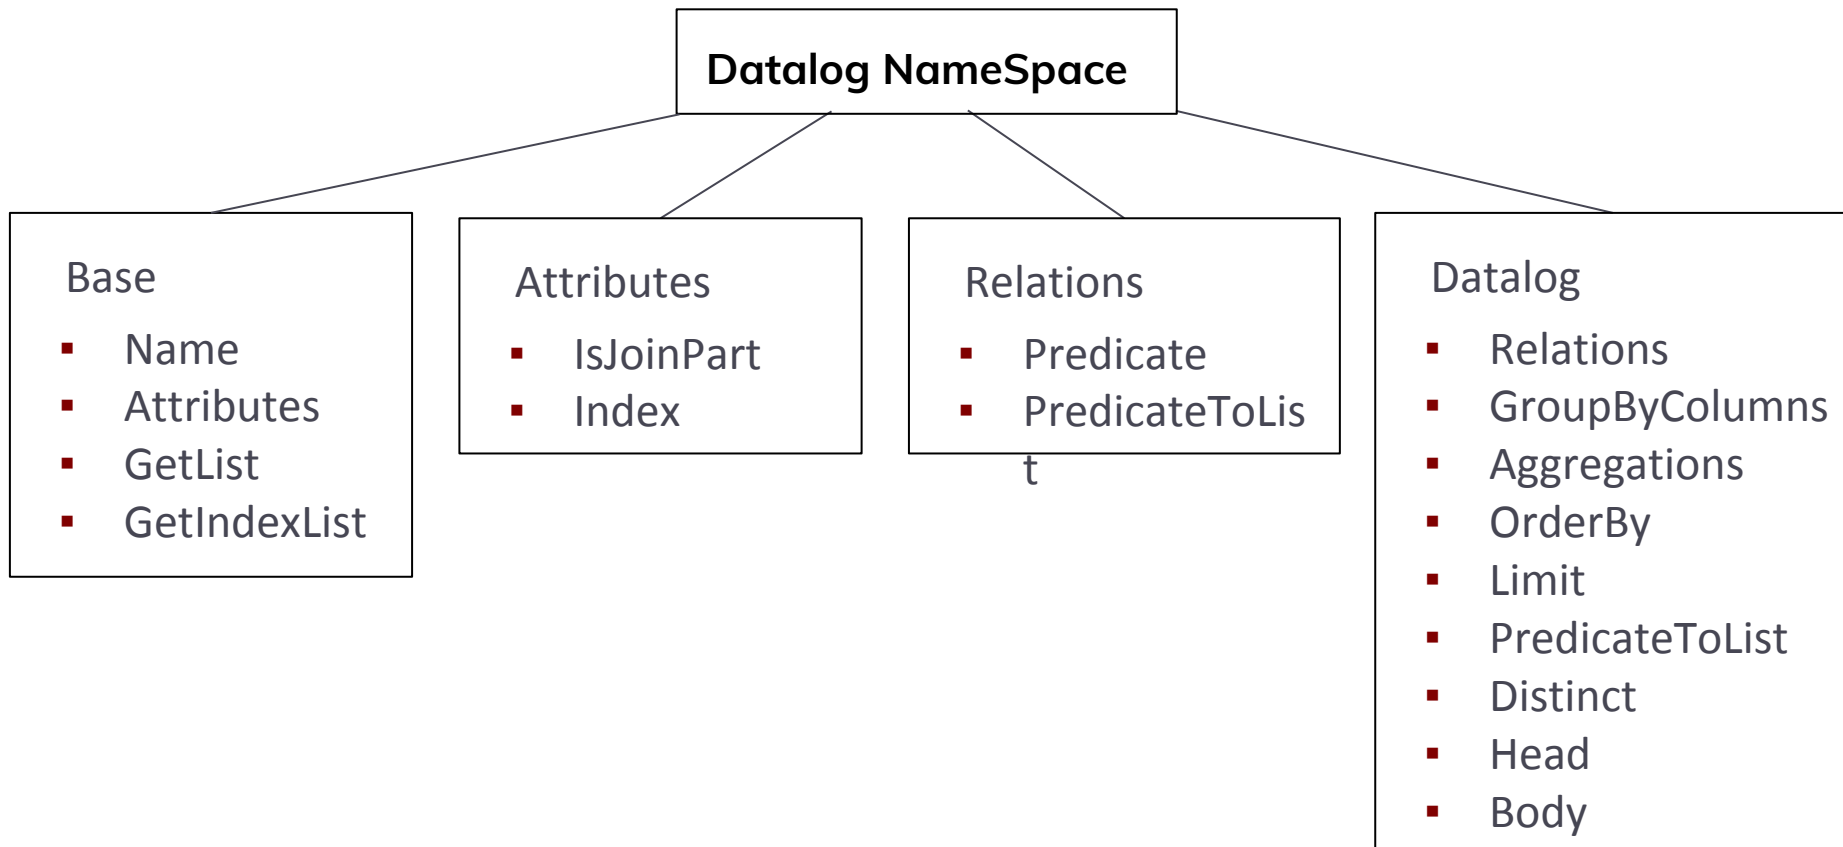 Datalog NameSpace
Base
Name
Attributes
GetList
GetIndexList
Attributes
IsJoinPart
Index
Relations
Predicate
PredicateToLis
t
Datalog
Relations
GroupByColumns
Aggregations
OrderBy
Limit
PredicateToList
Distinct
Head
Body